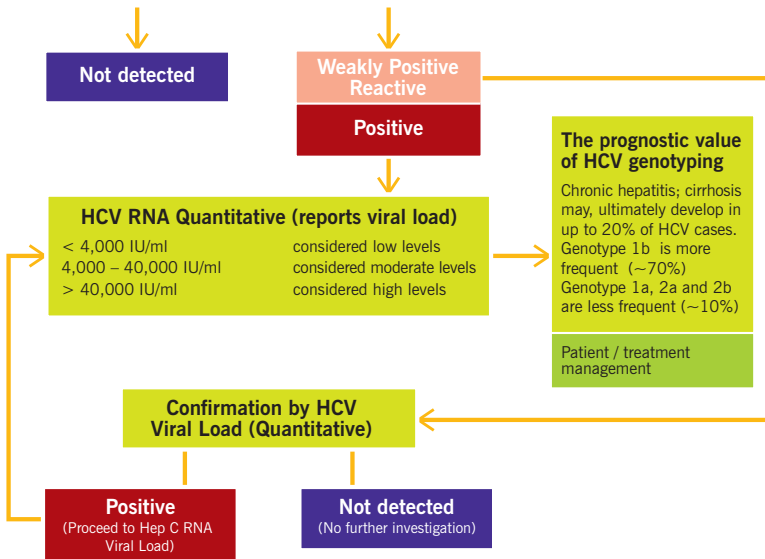 Not detected
Weakly Positive
Reactive
Positive
HCV RNA Quantitative (reports viral load)
< 4,000 IU/ml considered low levels
4,000 – 40,000 IU/ml considered moderate levels
> 40,000 IU/ml considered high levels
The prognostic value
of HCV genotyping
Chronic hepatitis; cirrhosis
may, ultimately develop in
up to 20% of HCV cases.
Genotype 1b is more
frequent (~70%)
Genotype 1a, 2a and 2b
are less frequent (~10%)
Patient / treatment
management
Confirmation by HCV
Viral Load (Quantitative)
Positive
(Proceed to Hep C RNA
Viral Load)
Not detected
(No further investigation)